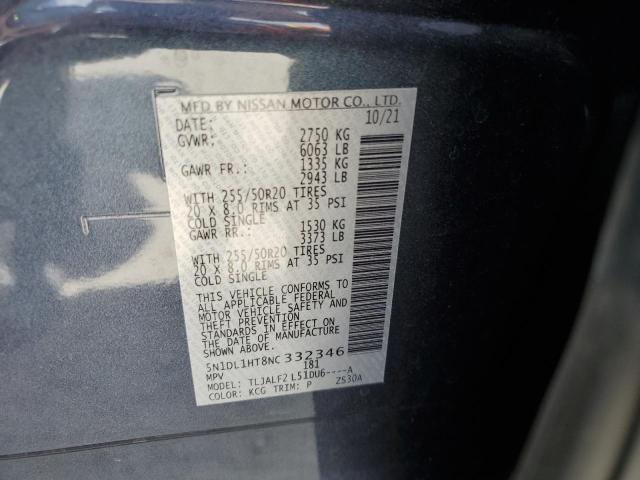 MFD BY NISSAN MOTOR CO., LTD.
DATE: 10/21
GVWR: 2750 KG
6063 LB
GAWR FR.: 1335 KG
2943 LB
WITH 255/50R20 TIRES
20 X 8.0 RIMS AT 35 PSI
COLD SINGLE
GAWR RR.: 1530 KG
3373 LB
WITH 255/50R20 TIRES
20 X 8.0 RIMS AT 35 PSI
COLD SINGLE
THIS VEHICLE CONFORMS TO
ALL APPLICABLE FEDERAL
MOTOR VEHICLE SAFETY AND
THEFT PREVENTION
STANDARDS IN EFFECT ON
THE DATE OF MANUFACTURE
SHOWN ABOVE.
5N1DL1HT8NC332346
MPV 181
MODEL: TLJALF2 L51DU6----A
COLOR: KCG TRIM: P ZS30A